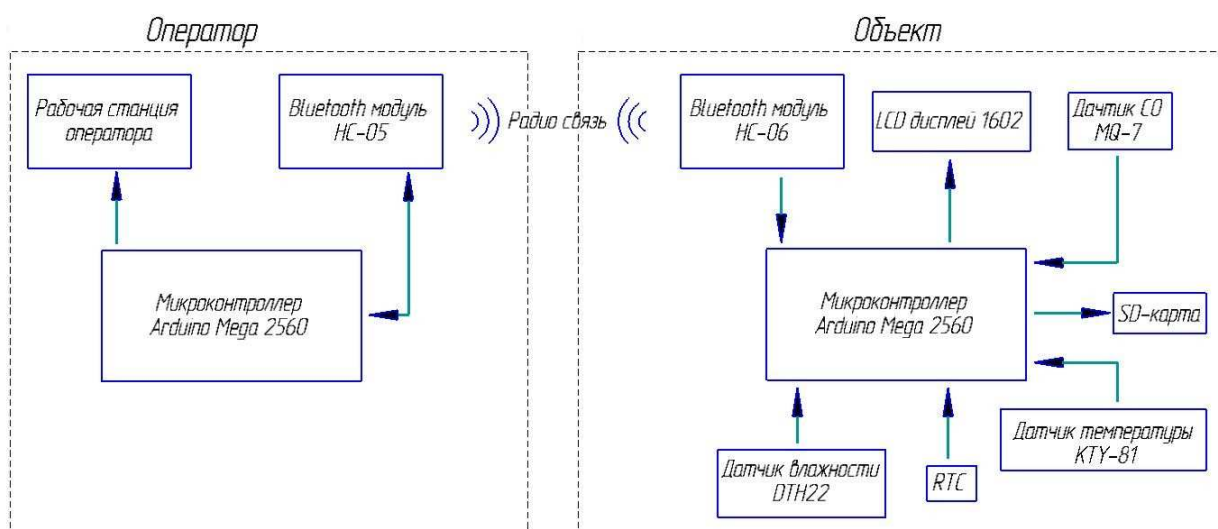 Оператор
Рабочая станция
оператора
Bluetooth модуль
HC-05
Микроконтроллер
Arduino Mega 2560
Радио связь
Объект
Bluetooth модуль
HC-06
LCD дисплей 1602
Дачтик CO
MQ-7
Микроконтроллер
Arduino Mega 2560
SD-карта
Датчик влажности
DTH22
RTC
Датчик температуры
KTY-81